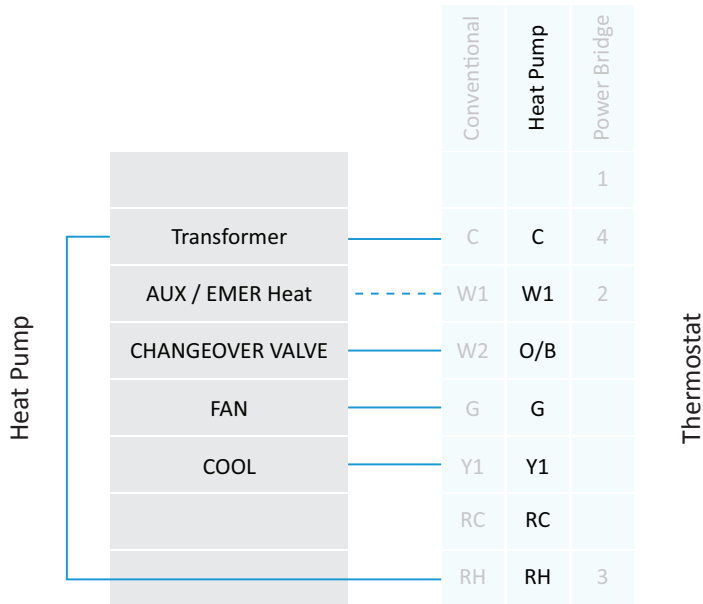 Conventional Heat Pump Power Bridge
1
Transformer C C 4
AUX / EMER Heat W1 W1 2
CHANGEOVER VALVE W2 O/B
FAN G G
COOL Y1 Y1
RC RC
RH RH 3
Heat Pump
Thermostat